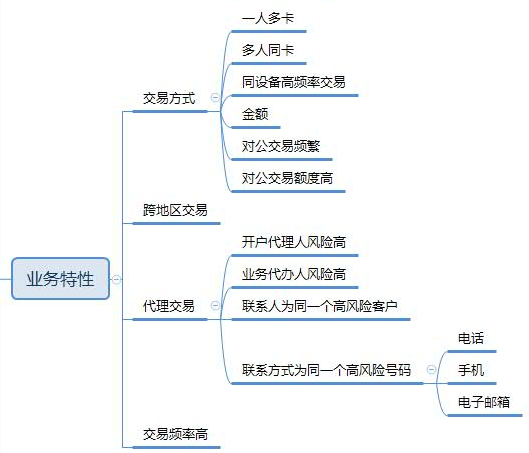 一人多卡
多人同卡
同设备高频率交易
交易方式
金额
对公交易频繁
对公交易额度高
跨地区交易
开户代理人风险高
业务代办人风险高
业务特性
代理交易
联系人为同一个高风险客户
电话
联系方式为同一个高风险号码
手机
电子邮箱
交易频率高